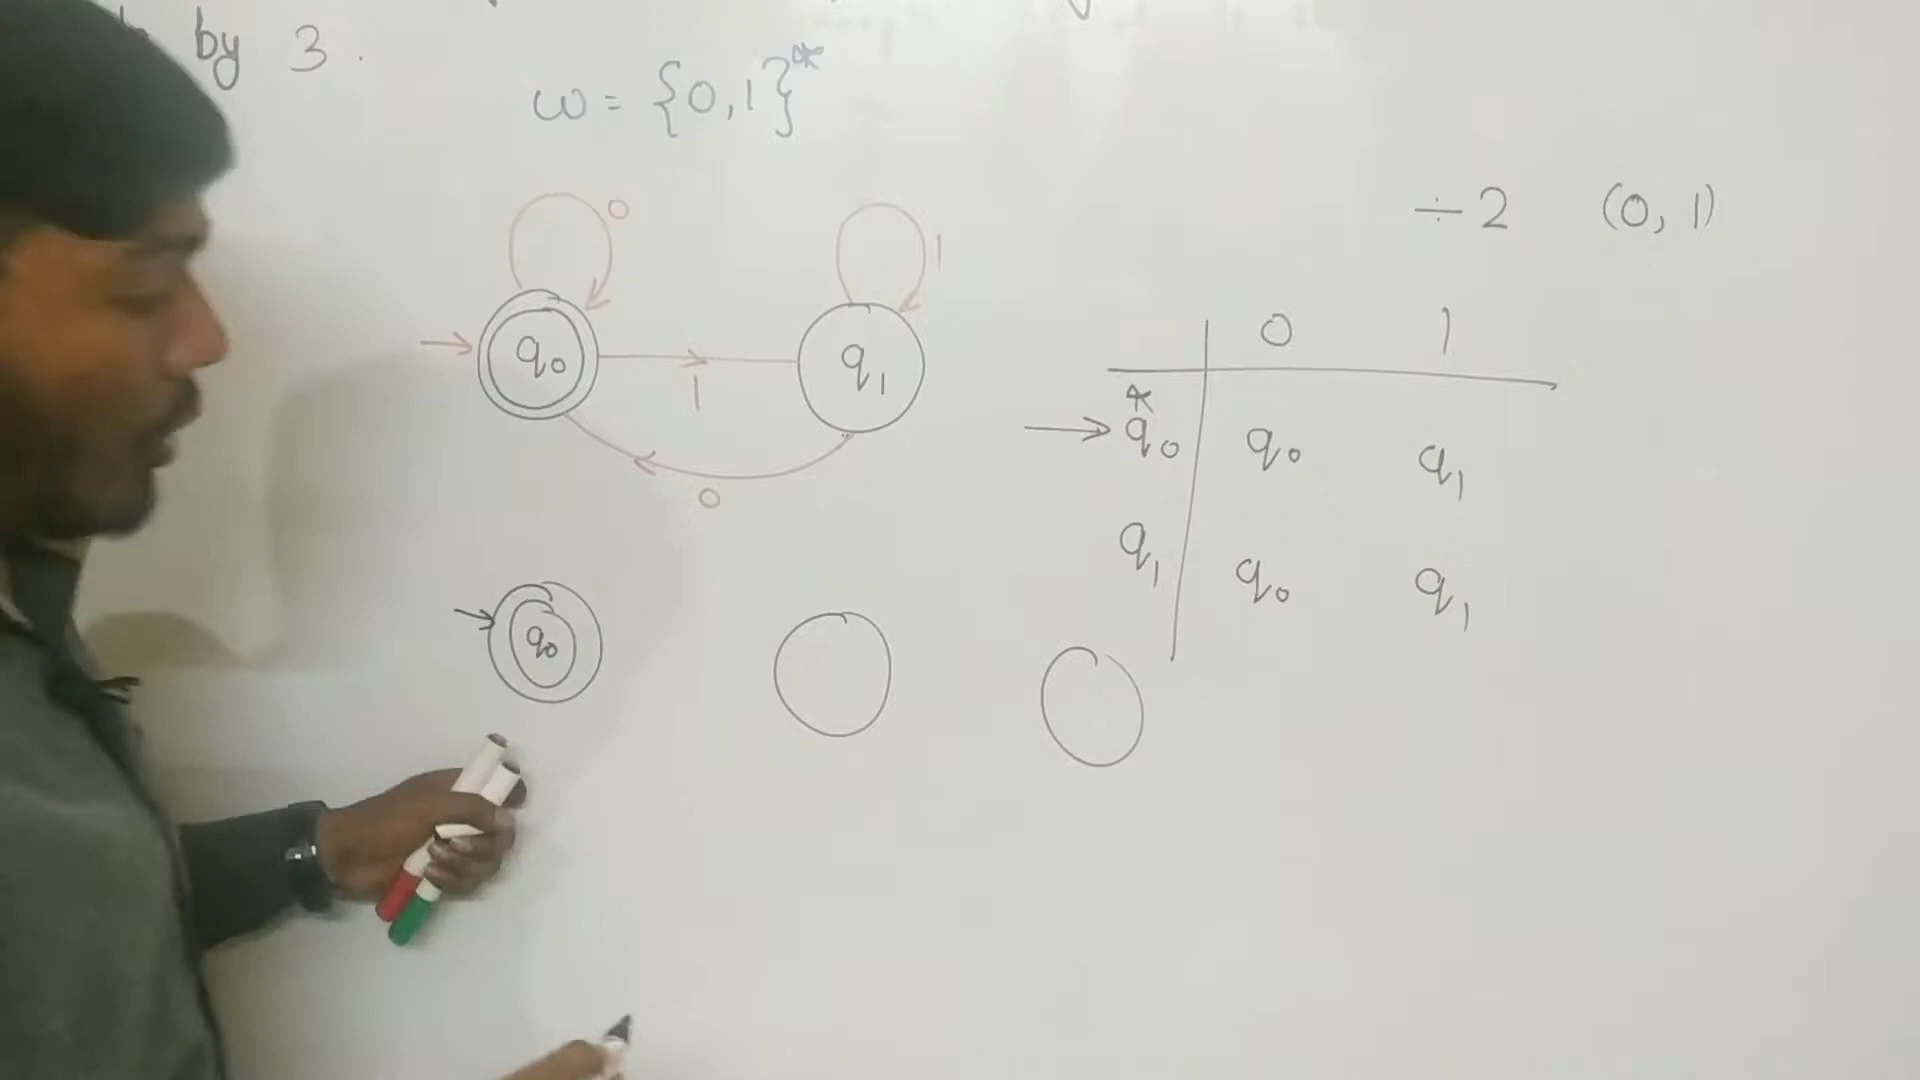 by 3.
ω = {0,1}*
÷2 (0, 1)
0
1
q0
1
q1
0
0 1
→ *q0 q0 q1
q1 q0 q1
q0